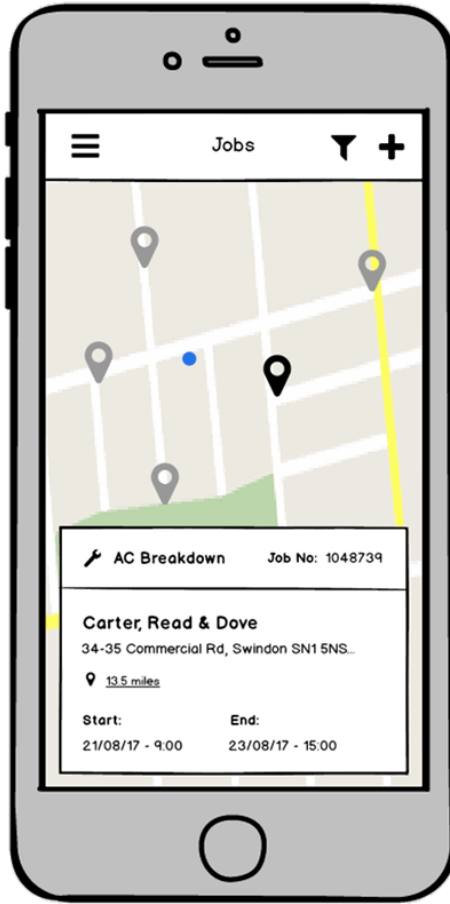 Jobs
AC Breakdown Job No: 1048739
Carter, Read & Dove
34-35 Commercial Rd, Swindon SN1 5NS...
13.5 miles
Start: End:
21/08/17 - 9:00 23/08/17 - 15:00